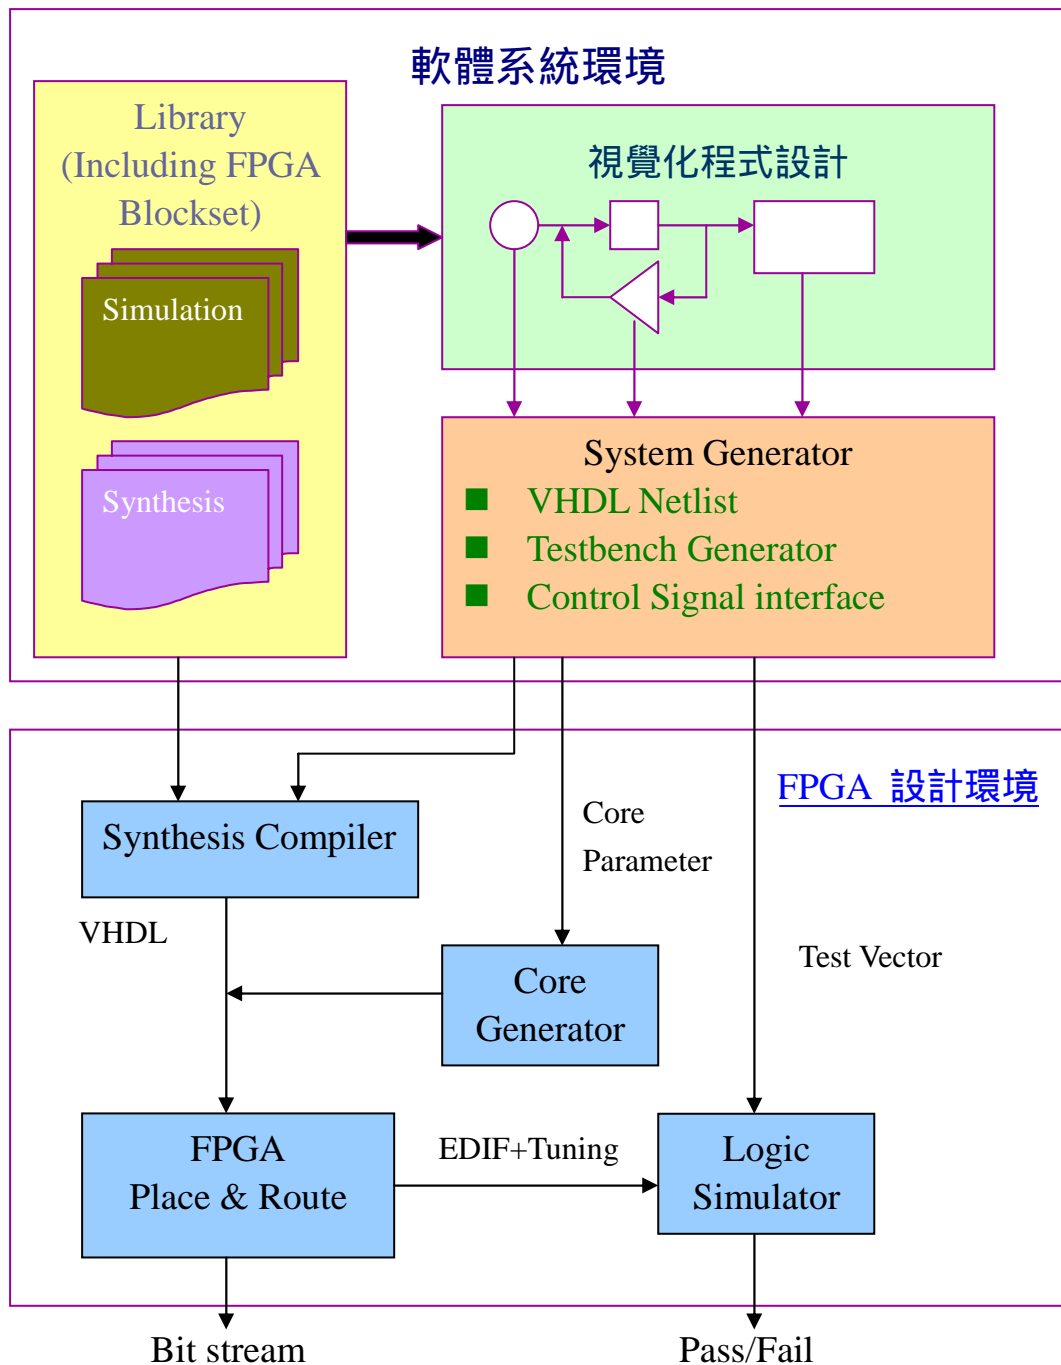 軟體系統環境
Library
(Including FPGA
Blockset)
視覺化程式設計
Simulation
Synthesis
System Generator
■ VHDL Netlist
■ Testbench Generator
■ Control Signal interface
FPGA 設計環境
Synthesis Compiler
Core
Parameter
VHDL
Test Vector
Core
Generator
FPGA
Place & Route
EDIF+Tuning
Logic
Simulator
Bit stream
Pass/Fail